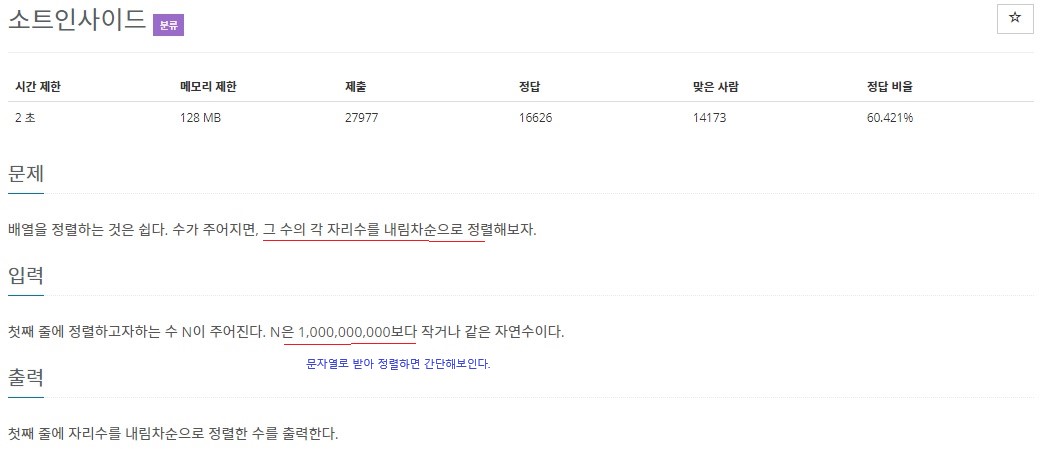 소트인사이드 분류
☆
시간 제한 메모리 제한 제출 정답 맞은 사람 정답 비율
2 초 128 MB 27977 16626 14173 60.421%
문제
배열을 정렬하는 것은 쉽다. 수가 주어지면, 그 수의 각 자리수를 내림차순으로 정렬해보자.
입력
첫째 줄에 정렬하고자하는 수 N이 주어진다. N은 1,000,000,000보다 작거나 같은 자연수이다.
문자열로 받아 정렬하면 간단해보인다.
출력
첫째 줄에 자리수를 내림차순으로 정렬한 수를 출력한다.